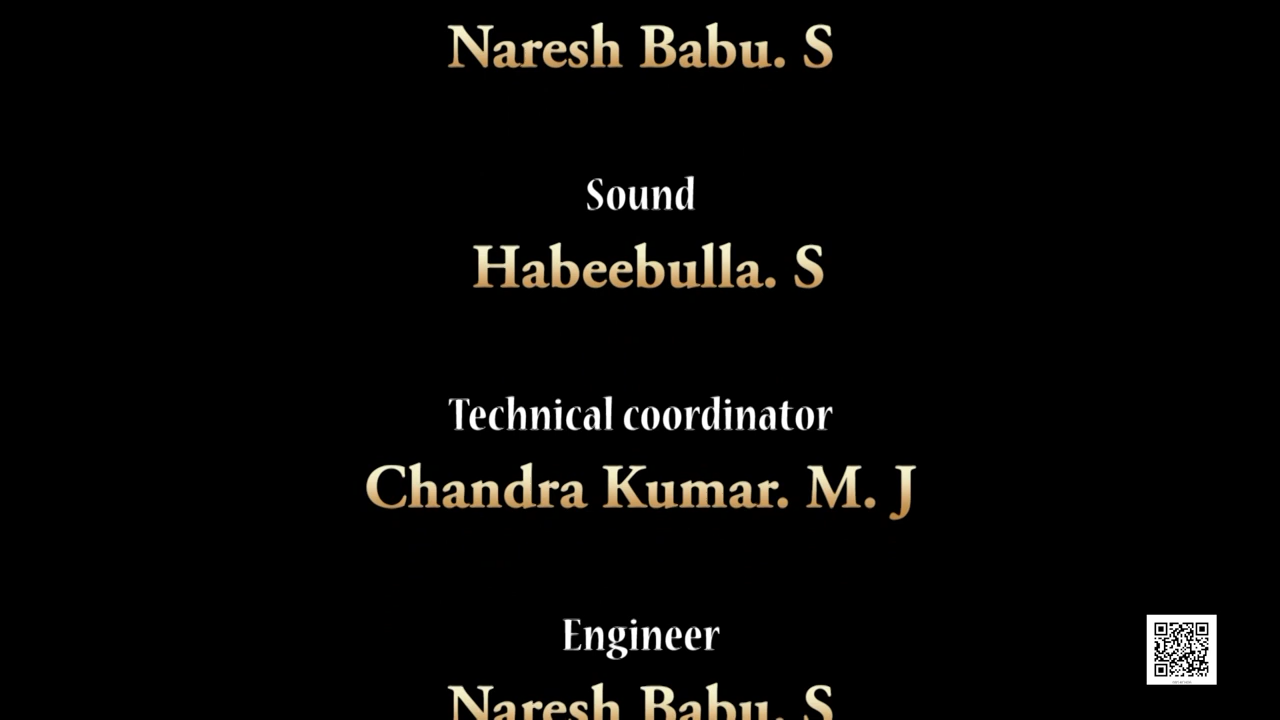 Naresh Babu. S
Sound
Habeebulla. S
Technical coordinator
Chandra Kumar. M. J
Engineer
Naresh Babu. S